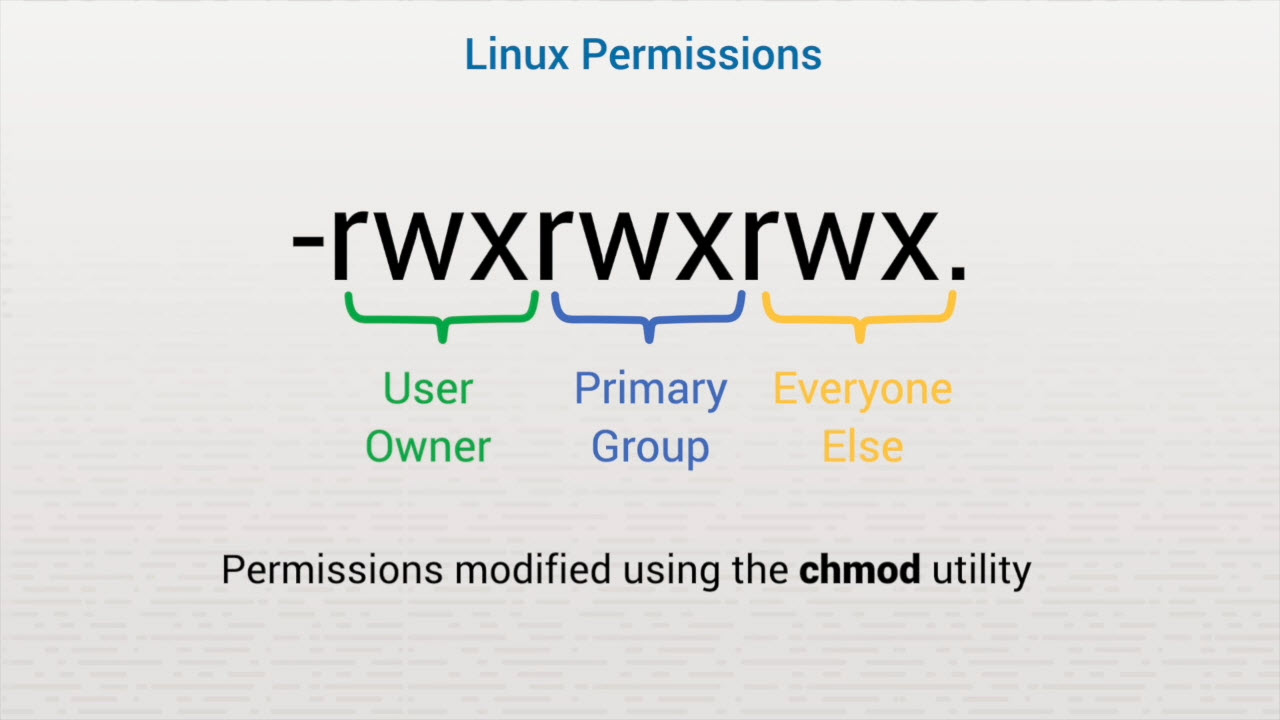 Linux Permissions
-rwxrwxrwx.
User Primary Everyone
Owner Group Else
Permissions modified using the chmod utility